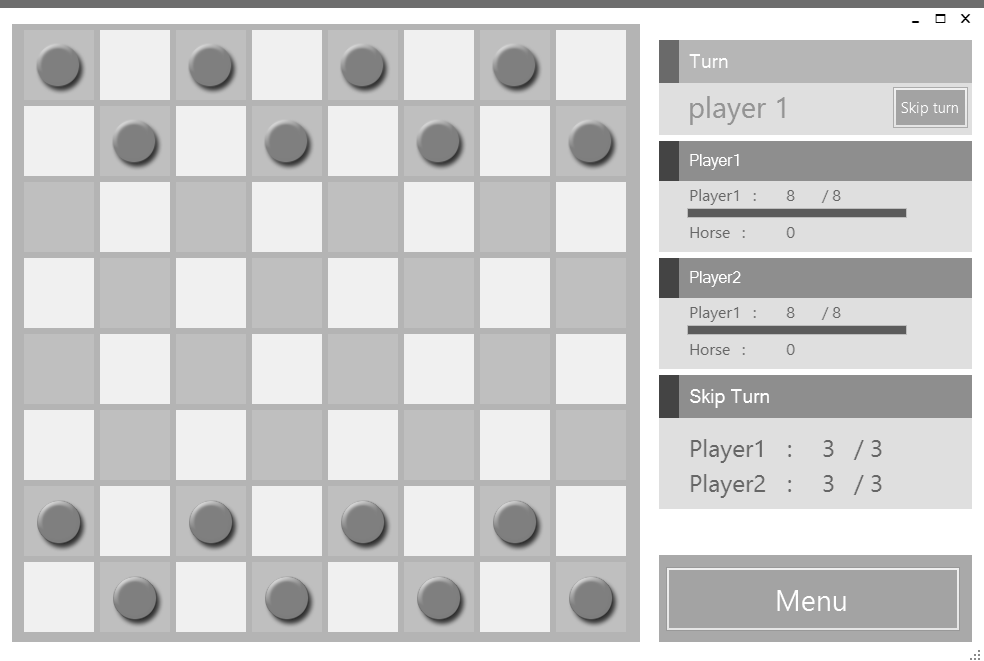 Turn
player 1 Skip turn
Player1
Player1 : 8 / 8
Horse : 0
Player2
Player1 : 8 / 8
Horse : 0
Skip Turn
Player1 : 3 / 3
Player2 : 3 / 3
Menu